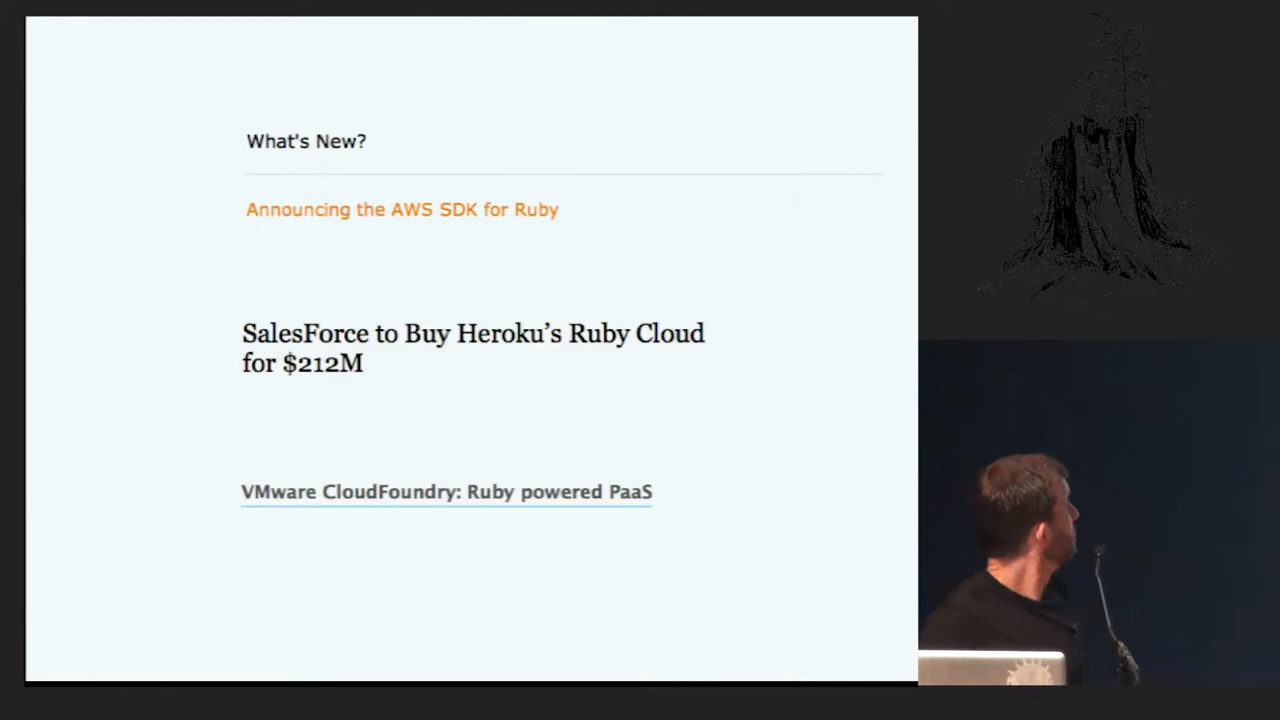 What's New?
Announcing the AWS SDK for Ruby
SalesForce to Buy Heroku’s Ruby Cloud
for $212M
VMware CloudFoundry: Ruby powered PaaS